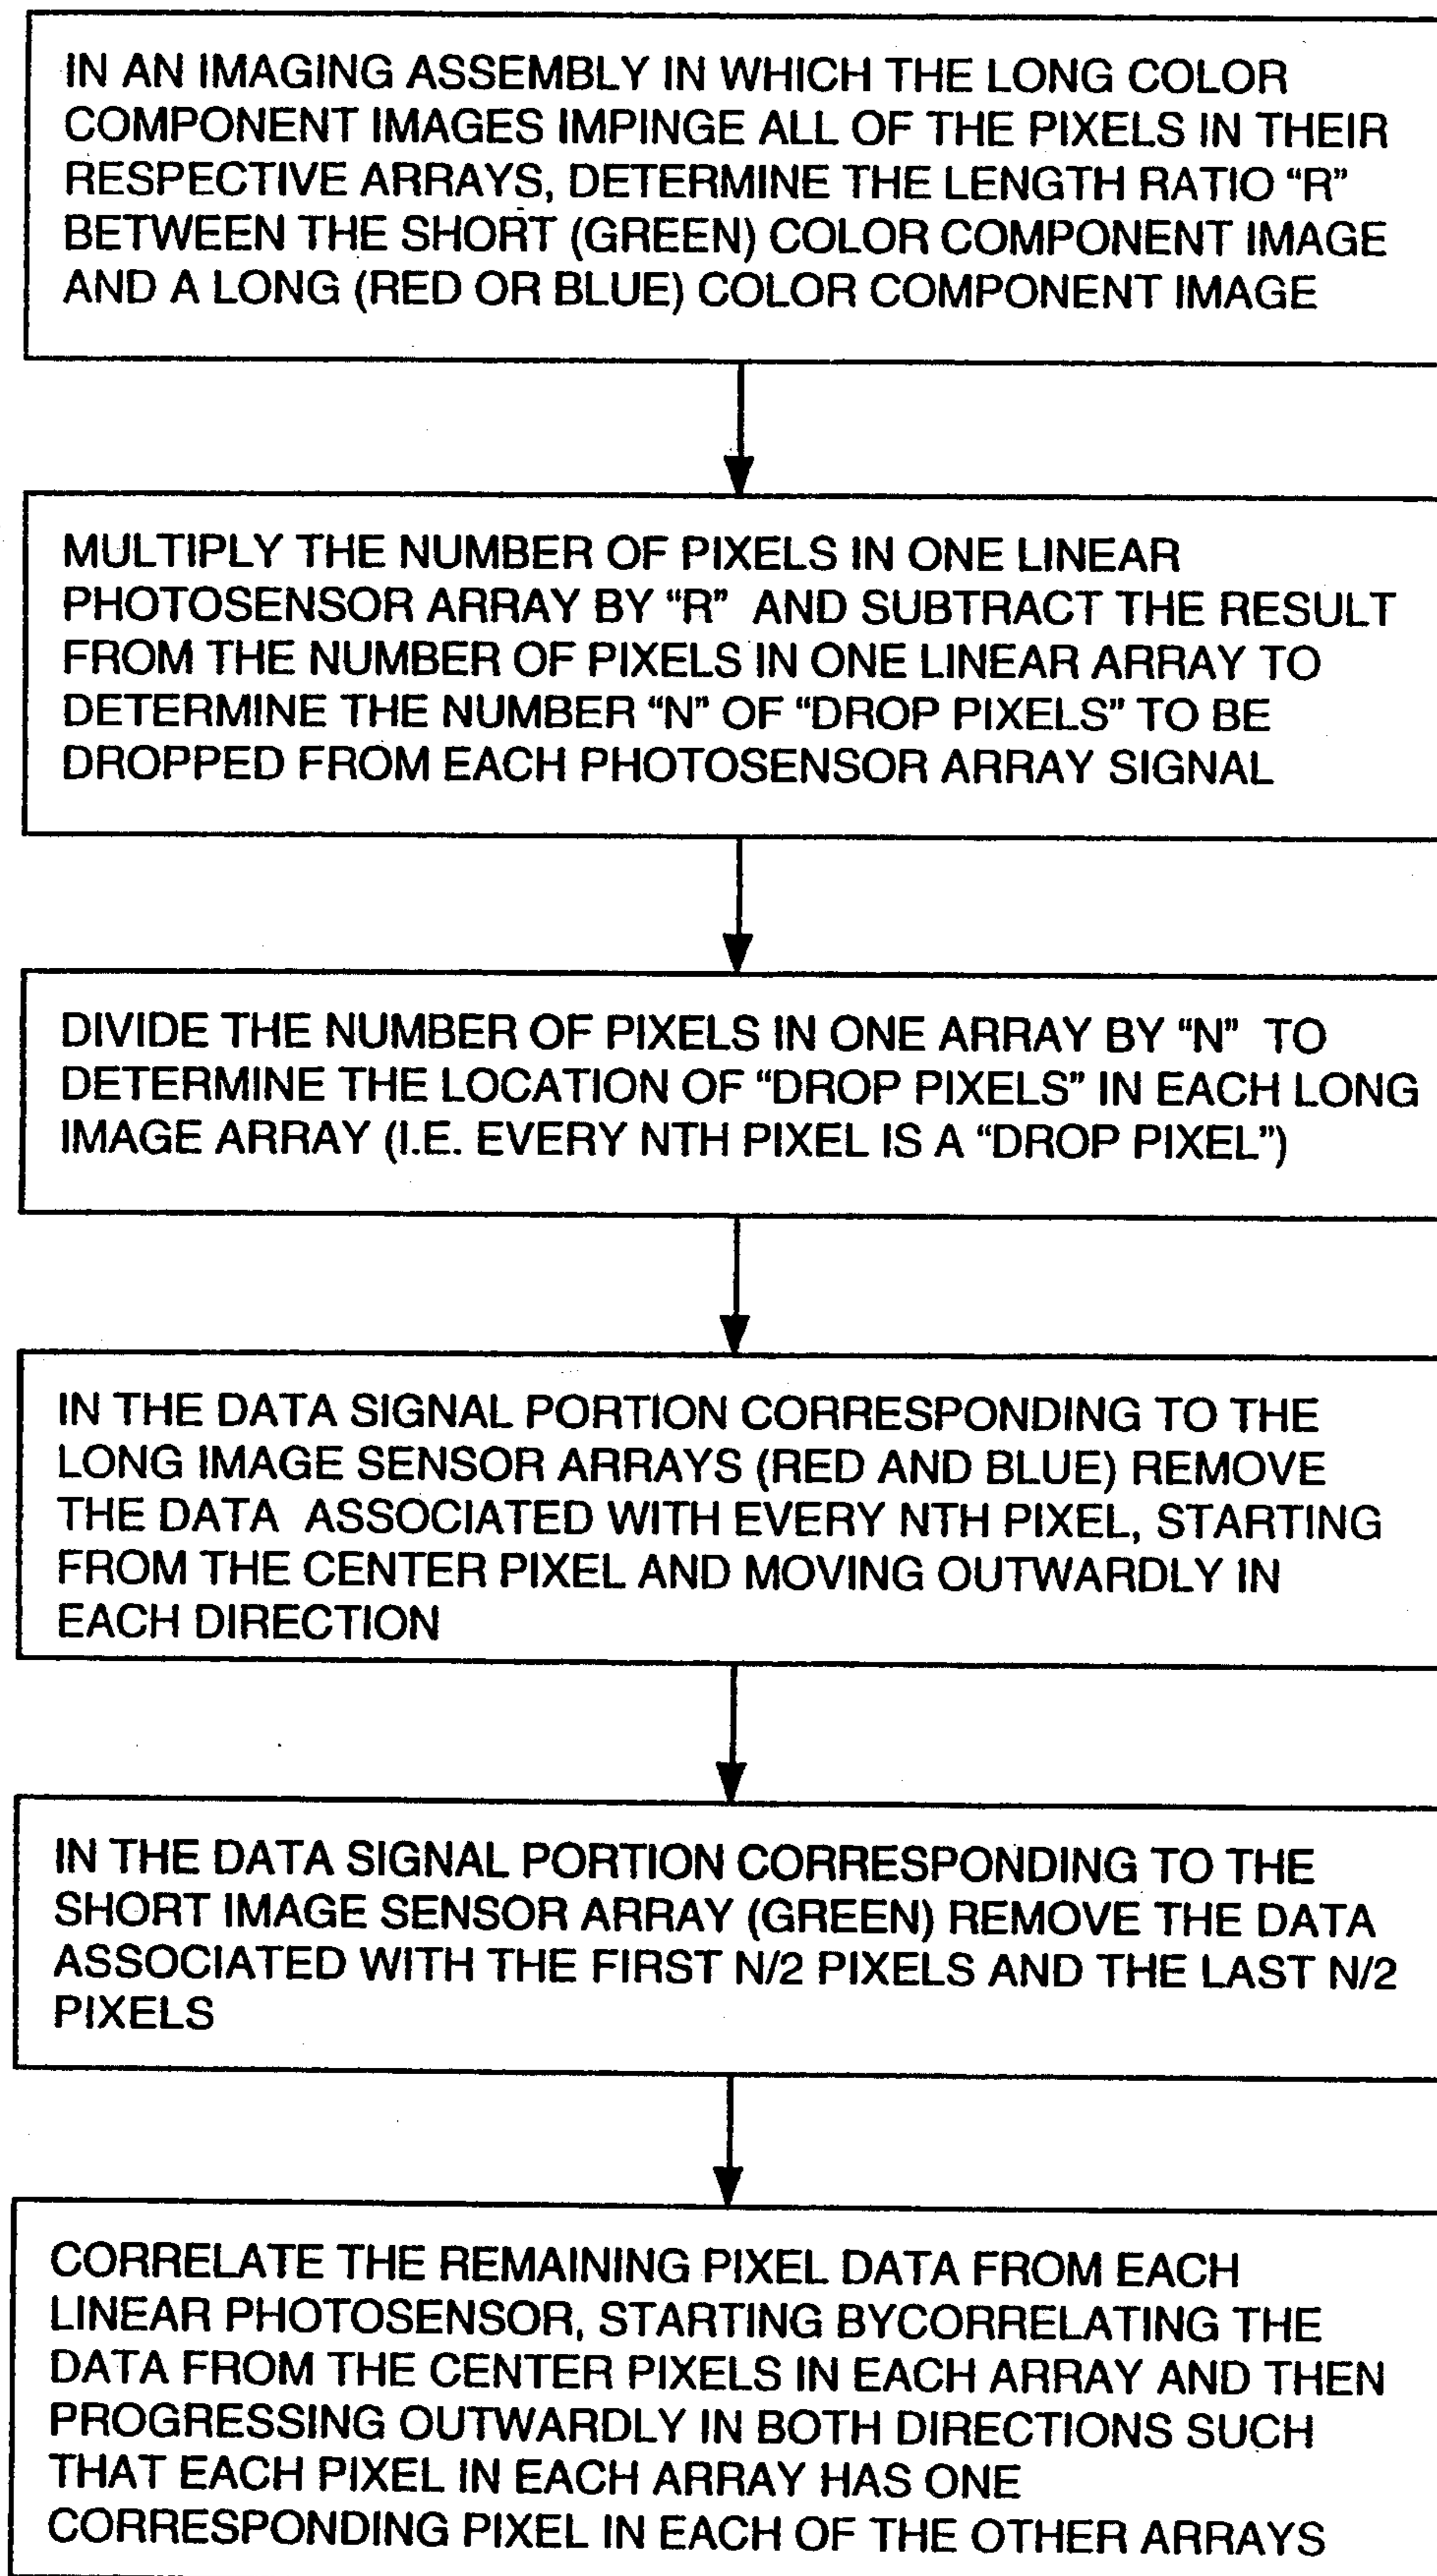 IN AN IMAGING ASSEMBLY IN WHICH THE LONG COLOR
COMPONENT IMAGES IMPINGE ALL OF THE PIXELS IN THEIR
RESPECTIVE ARRAYS, DETERMINE THE LENGTH RATIO “R”
BETWEEN THE SHORT (GREEN) COLOR COMPONENT IMAGE
AND A LONG (RED OR BLUE) COLOR COMPONENT IMAGE
MULTIPLY THE NUMBER OF PIXELS IN ONE LINEAR
PHOTOSENSOR ARRAY BY “R” AND SUBTRACT THE RESULT
FROM THE NUMBER OF PIXELS IN ONE LINEAR ARRAY TO
DETERMINE THE NUMBER “N” OF “DROP PIXELS” TO BE
DROPPED FROM EACH PHOTOSENSOR ARRAY SIGNAL
DIVIDE THE NUMBER OF PIXELS IN ONE ARRAY BY “N” TO
DETERMINE THE LOCATION OF “DROP PIXELS” IN EACH LONG
IMAGE ARRAY (I.E. EVERY NTH PIXEL IS A “DROP PIXEL”)
IN THE DATA SIGNAL PORTION CORRESPONDING TO THE
LONG IMAGE SENSOR ARRAYS (RED AND BLUE) REMOVE
THE DATA ASSOCIATED WITH EVERY NTH PIXEL, STARTING
FROM THE CENTER PIXEL AND MOVING OUTWARDLY IN
EACH DIRECTION
IN THE DATA SIGNAL PORTION CORRESPONDING TO THE
SHORT IMAGE SENSOR ARRAY (GREEN) REMOVE THE DATA
ASSOCIATED WITH THE FIRST N/2 PIXELS AND THE LAST N/2
PIXELS
CORRELATE THE REMAINING PIXEL DATA FROM EACH
LINEAR PHOTOSENSOR, STARTING BYCORRELATING THE
DATA FROM THE CENTER PIXELS IN EACH ARRAY AND THEN
PROGRESSING OUTWARDLY IN BOTH DIRECTIONS SUCH
THAT EACH PIXEL IN EACH ARRAY HAS ONE
CORRESPONDING PIXEL IN EACH OF THE OTHER ARRAYS